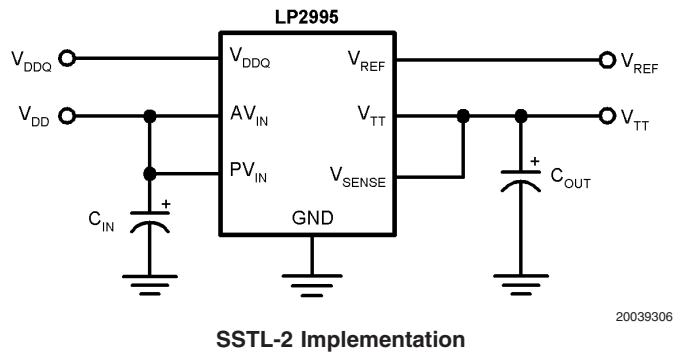 LP2995
VDDQ
VDDQ
VREF
VREF
VDD
AVIN
VTT
VTT
PVIN
VSENSE
CIN
+
GND
+
COUT
20039306
SSTL-2 Implementation